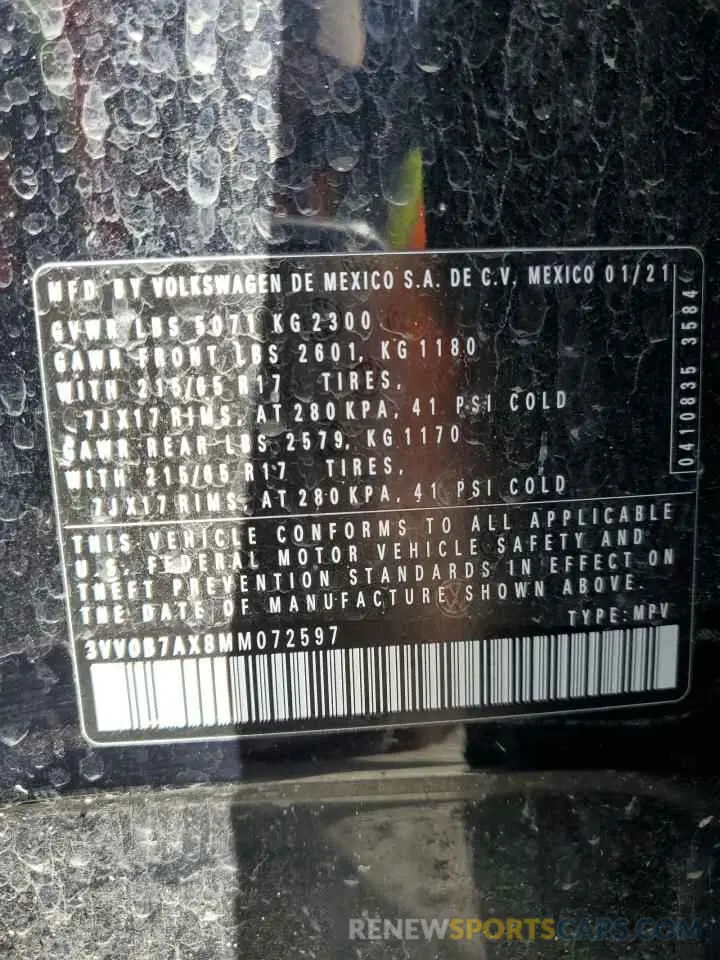 MFD BY VOLKSWAGEN DE MEXICO S.A. DE C.V. MEXICO 01/21
GVWR LBS 5071 KG 2300
GAWR FRONT LBS 2601, KG 1180
WITH 215/65 R17 TIRES,
7JX17 RIMS, AT 280 KPA, 41 PSI COLD
GAWR REAR LBS 2579, KG 1170
WITH 215/65 R17 TIRES,
7JX17 RIMS, AT 280 KPA, 41 PSI COLD
0410835 3584
THIS VEHICLE CONFORMS TO ALL APPLICABLE
U.S. FEDERAL MOTOR VEHICLE SAFETY AND
THEFT PREVENTION STANDARDS IN EFFECT ON
THE DATE OF MANUFACTURE SHOWN ABOVE.
TYPE: MPV
3VV0B7AX8MM072597
RENEWSPORTSCARS.COM